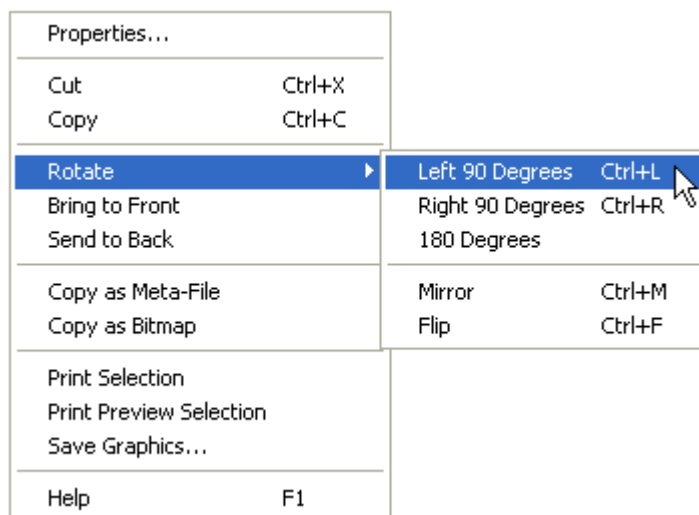 Properties...
Cut Ctrl+X
Copy Ctrl+C
Rotate
Bring to Front
Send to Back
Copy as Meta-File
Copy as Bitmap
Print Selection
Print Preview Selection
Save Graphics...
Help F1
Left 90 Degrees Ctrl+L
Right 90 Degrees Ctrl+R
180 Degrees
Mirror Ctrl+M
Flip Ctrl+F